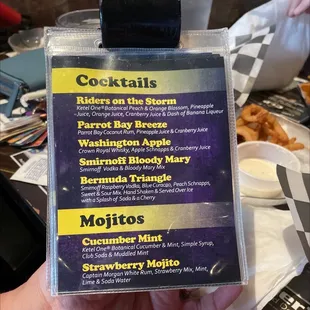 Cocktails
Riders on the Storm
Ketel One® Botanical Peach & Orange Blossom, Pineapple
Juice, Orange Juice, Cranberry Juice & Dash of Banana Liqueur
Parrot Bay Breeze
Parrot Bay Coconut Rum, Pineapple Juice & Cranberry Juice
Washington Apple
Crown Royal Whisky, Apple Schnapps & Cranberry Juice
Smirnoff Bloody Mary
Smirnoff Vodka & Bloody Mary Mix
Bermuda Triangle
Smirnoff Raspberry Vodka, Blue Curaçao, Peach Schnapps,
Sweet & Sour Mix, Hand Shaken & Served Over Ice
with a Splash of Soda & a Cherry
Mojitos
Cucumber Mint
Ketel One® Botanical Cucumber & Mint, Simple Syrup,
Club Soda & Muddled Mint
Strawberry Mojito
Captain Morgan White Rum, Strawberry Mix, Mint,
Lime & Soda Water